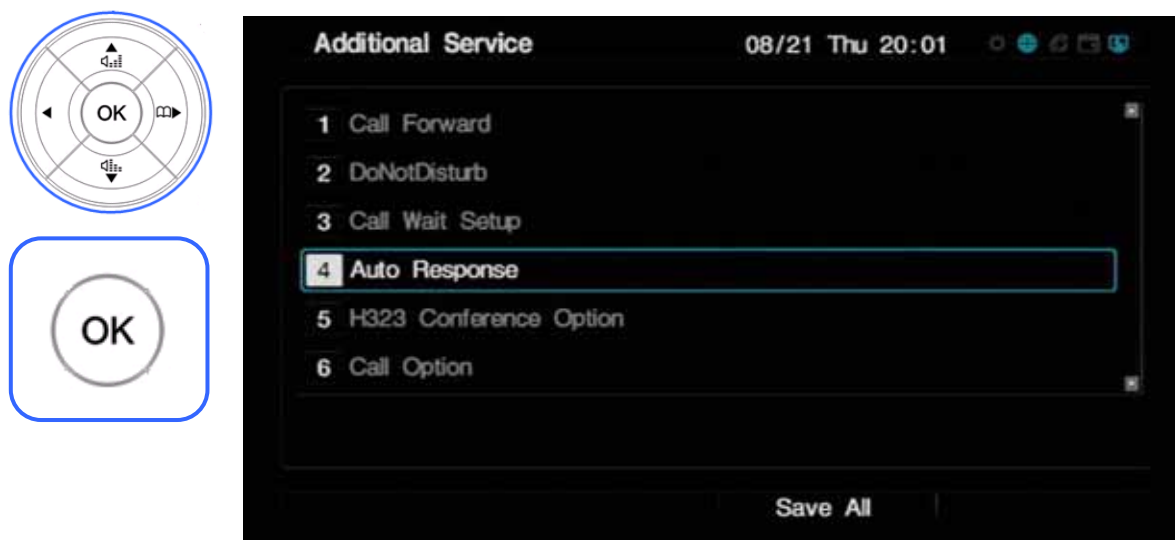 OK
OK
Additional Service 08/21 Thu 20:01
1 Call Forward
2 DoNotDisturb
3 Call Wait Setup
4 Auto Response
5 H323 Conference Option
6 Call Option
Save All